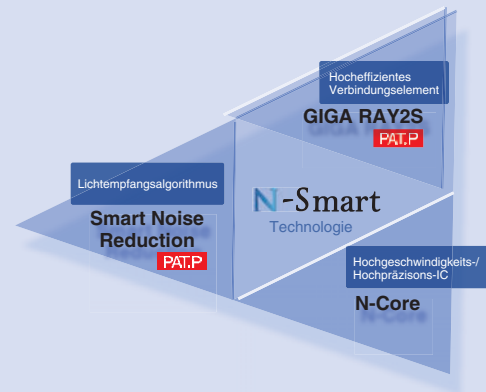 Hocheffizientes
Verbindungselement
GIGA RAY2S
PAT.P
Lichtempfangsalgorithmus
Smart Noise
Reduction
PAT.P
N-Smart
Technologie
Hochgeschwindigkeits-/
Hochpräzisons-IC
N-Core